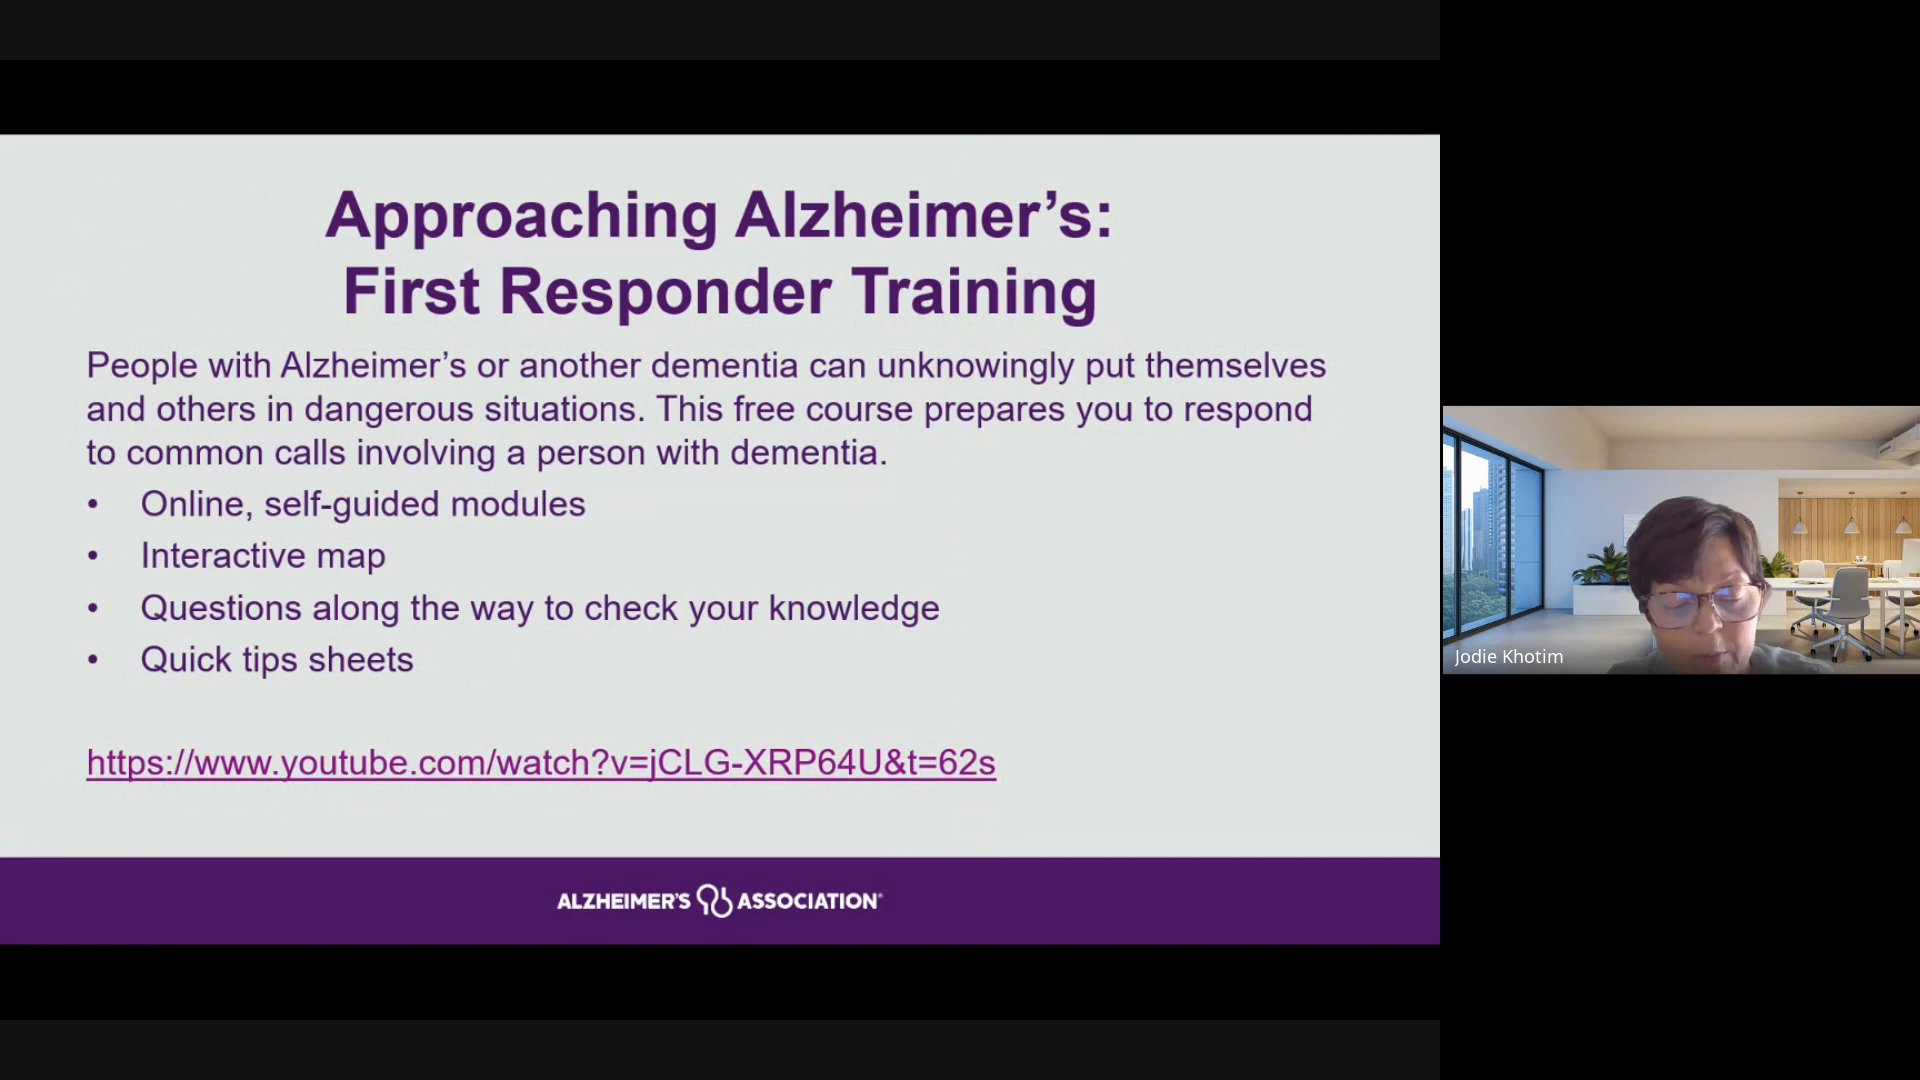 Approaching Alzheimer’s:
First Responder Training
People with Alzheimer’s or another dementia can unknowingly put themselves
and others in dangerous situations. This free course prepares you to respond
to common calls involving a person with dementia.
• Online, self-guided modules
• Interactive map
• Questions along the way to check your knowledge
• Quick tips sheets
https://www.youtube.com/watch?v=jCLG-XRP64U&t=62s
ALZHEIMER'S ASSOCIATION®
Jodie Khotim